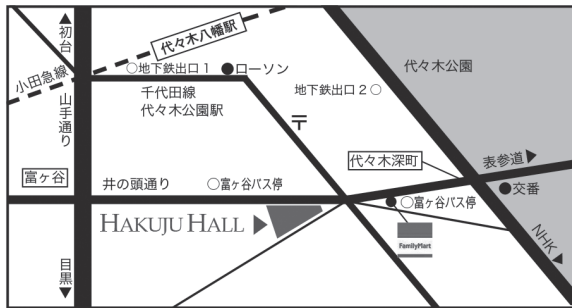 ▲初台
代々木八幡駅
小田急線
○地下鉄出口1
●ローソン
代々木公園
山手通り
千代田線
代々木公園駅
地下鉄出口2○
〒
代々木深町
表参道▶
富ヶ谷
井の頭通り
○富ヶ谷バス停
●交番
○富ヶ谷バス停
HAKUJU HALL▶
FamilyMart
NHK▼
目黒▼